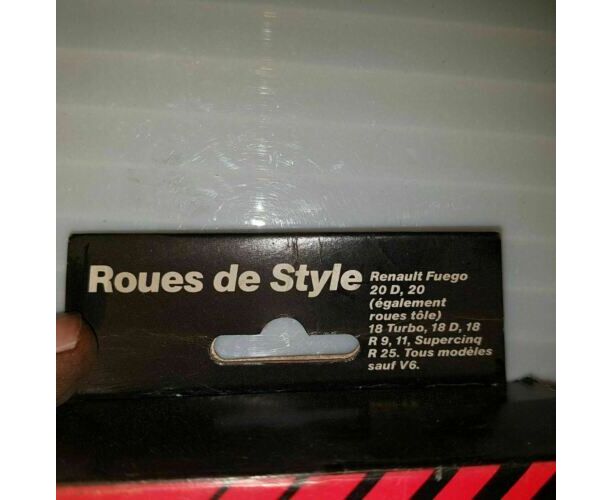 Roues de Style
Renault Fuego
20 D, 20
(également
roues tôle)
18 Turbo, 18 D, 18
R 9, 11, Supercinq
R 25. Tous modèles
sauf V6.